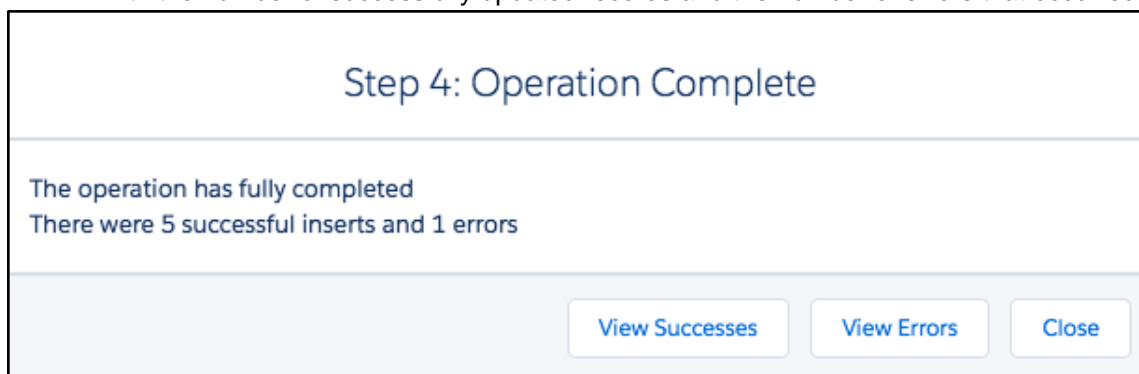 Step 4: Operation Complete
The operation has fully completed
There were 5 successful inserts and 1 errors
View Successes View Errors Close